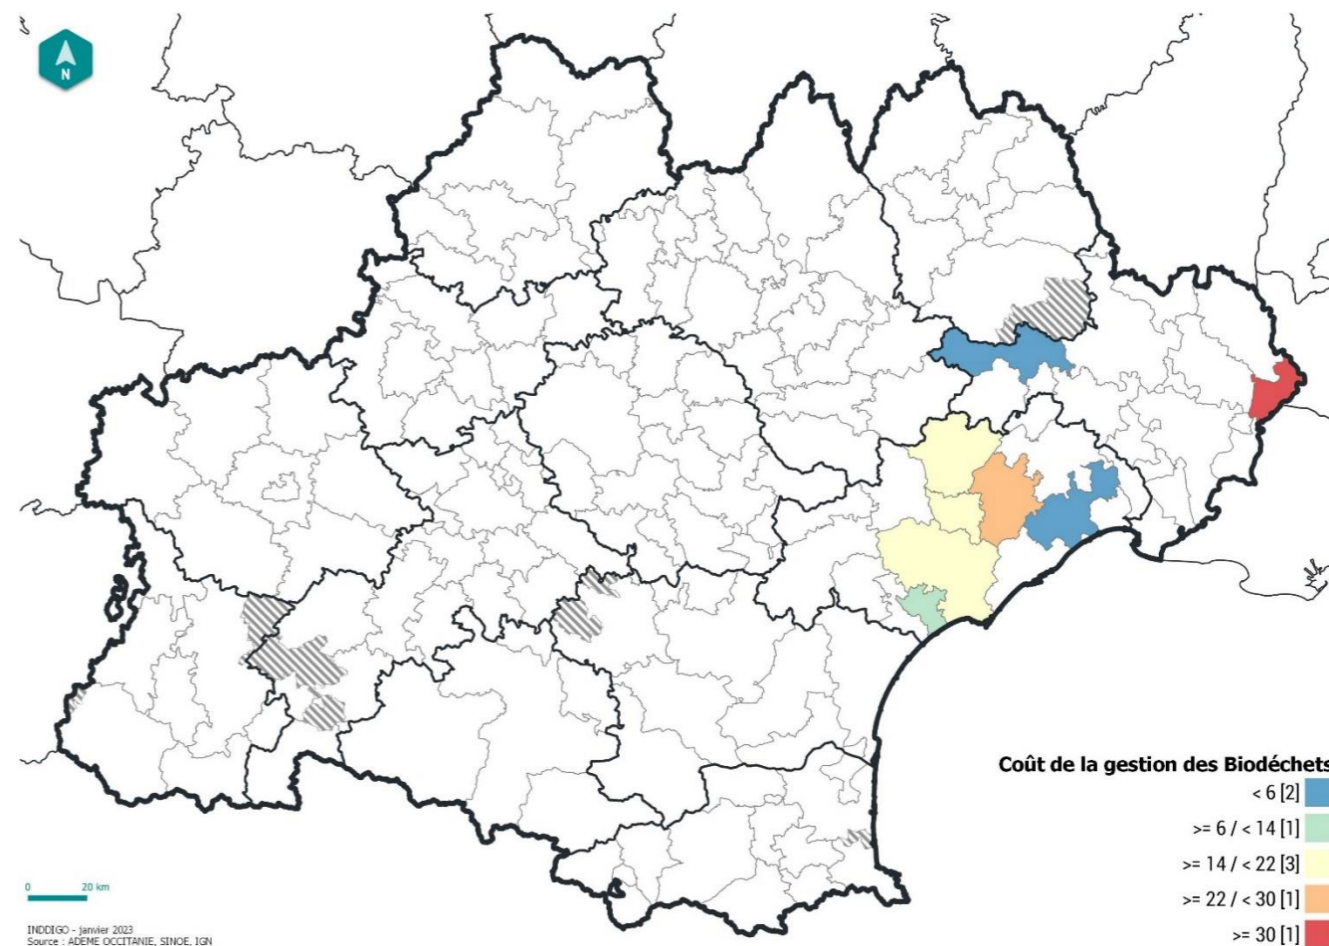 N
Coût de la gestion des Biodéchets
< 6 [2]
>= 6 / < 14 [1]
>= 14 / < 22 [3]
>= 22 / < 30 [1]
>= 30 [1]
0 20 km
INDDIGO - janvier 2023
Source : ADEME OCCITANIE, SINOE, IGN